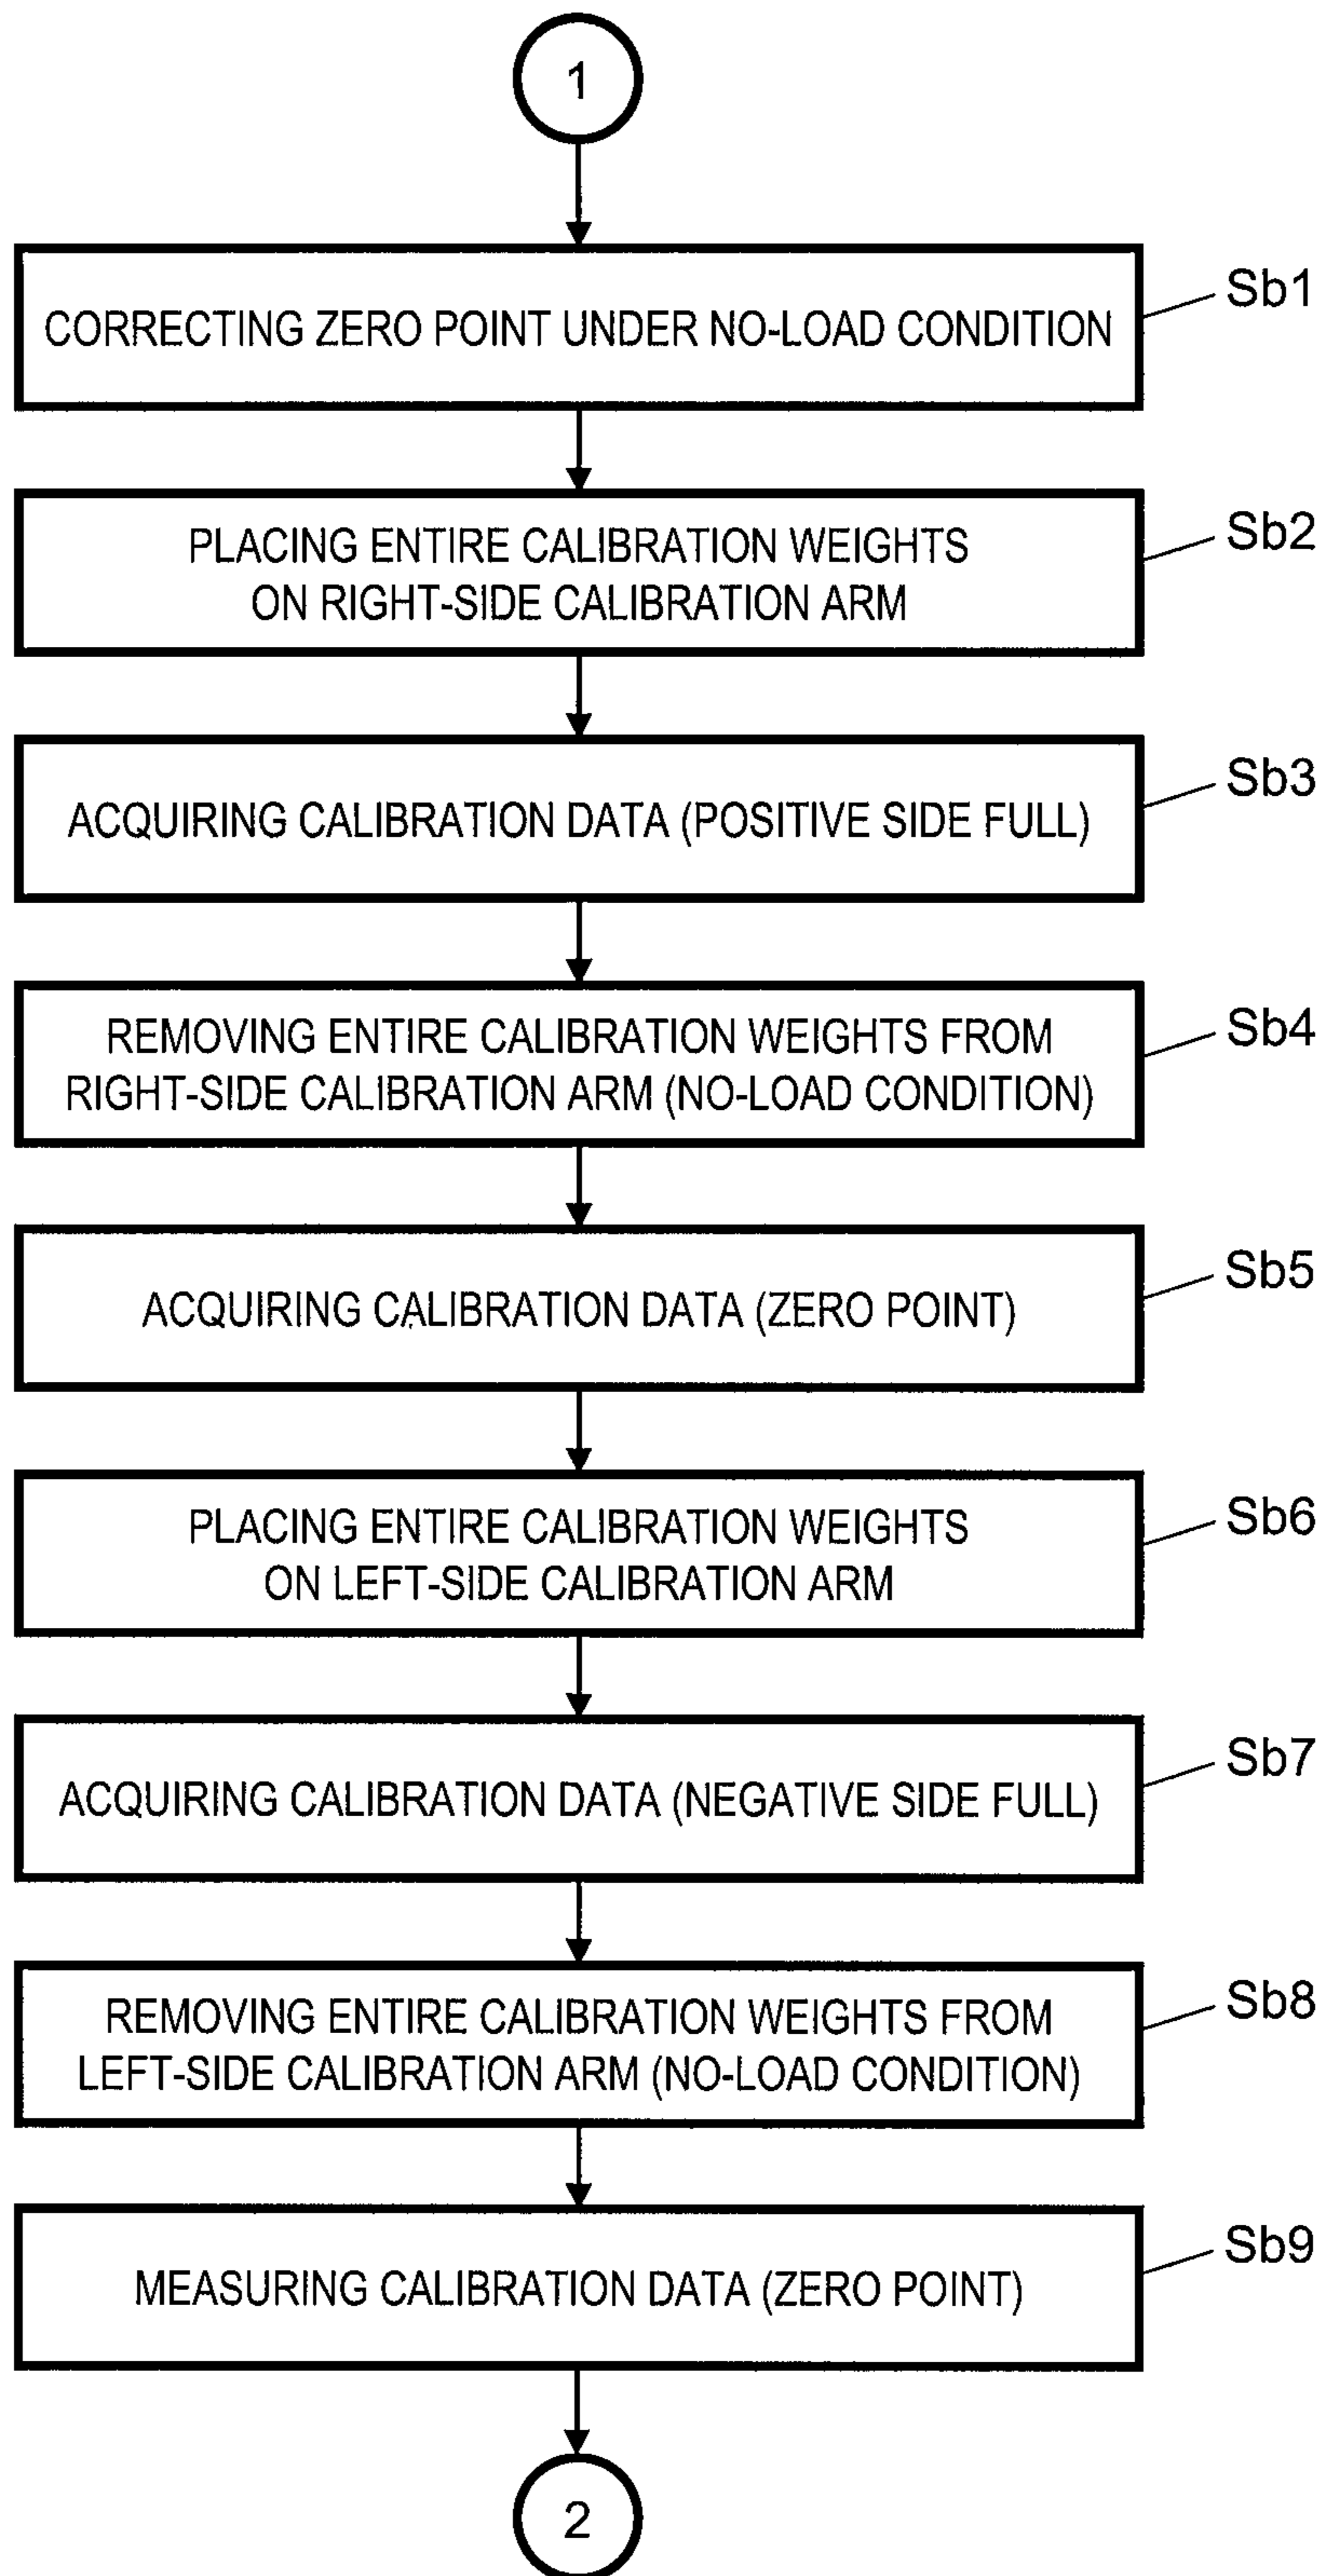 1
CORRECTING ZERO POINT UNDER NO-LOAD CONDITION
Sb1
PLACING ENTIRE CALIBRATION WEIGHTS
ON RIGHT-SIDE CALIBRATION ARM
Sb2
ACQUIRING CALIBRATION DATA (POSITIVE SIDE FULL)
Sb3
REMOVING ENTIRE CALIBRATION WEIGHTS FROM
RIGHT-SIDE CALIBRATION ARM (NO-LOAD CONDITION)
Sb4
ACQUIRING CALIBRATION DATA (ZERO POINT)
Sb5
PLACING ENTIRE CALIBRATION WEIGHTS
ON LEFT-SIDE CALIBRATION ARM
Sb6
ACQUIRING CALIBRATION DATA (NEGATIVE SIDE FULL)
Sb7
REMOVING ENTIRE CALIBRATION WEIGHTS FROM
LEFT-SIDE CALIBRATION ARM (NO-LOAD CONDITION)
Sb8
MEASURING CALIBRATION DATA (ZERO POINT)
Sb9
2